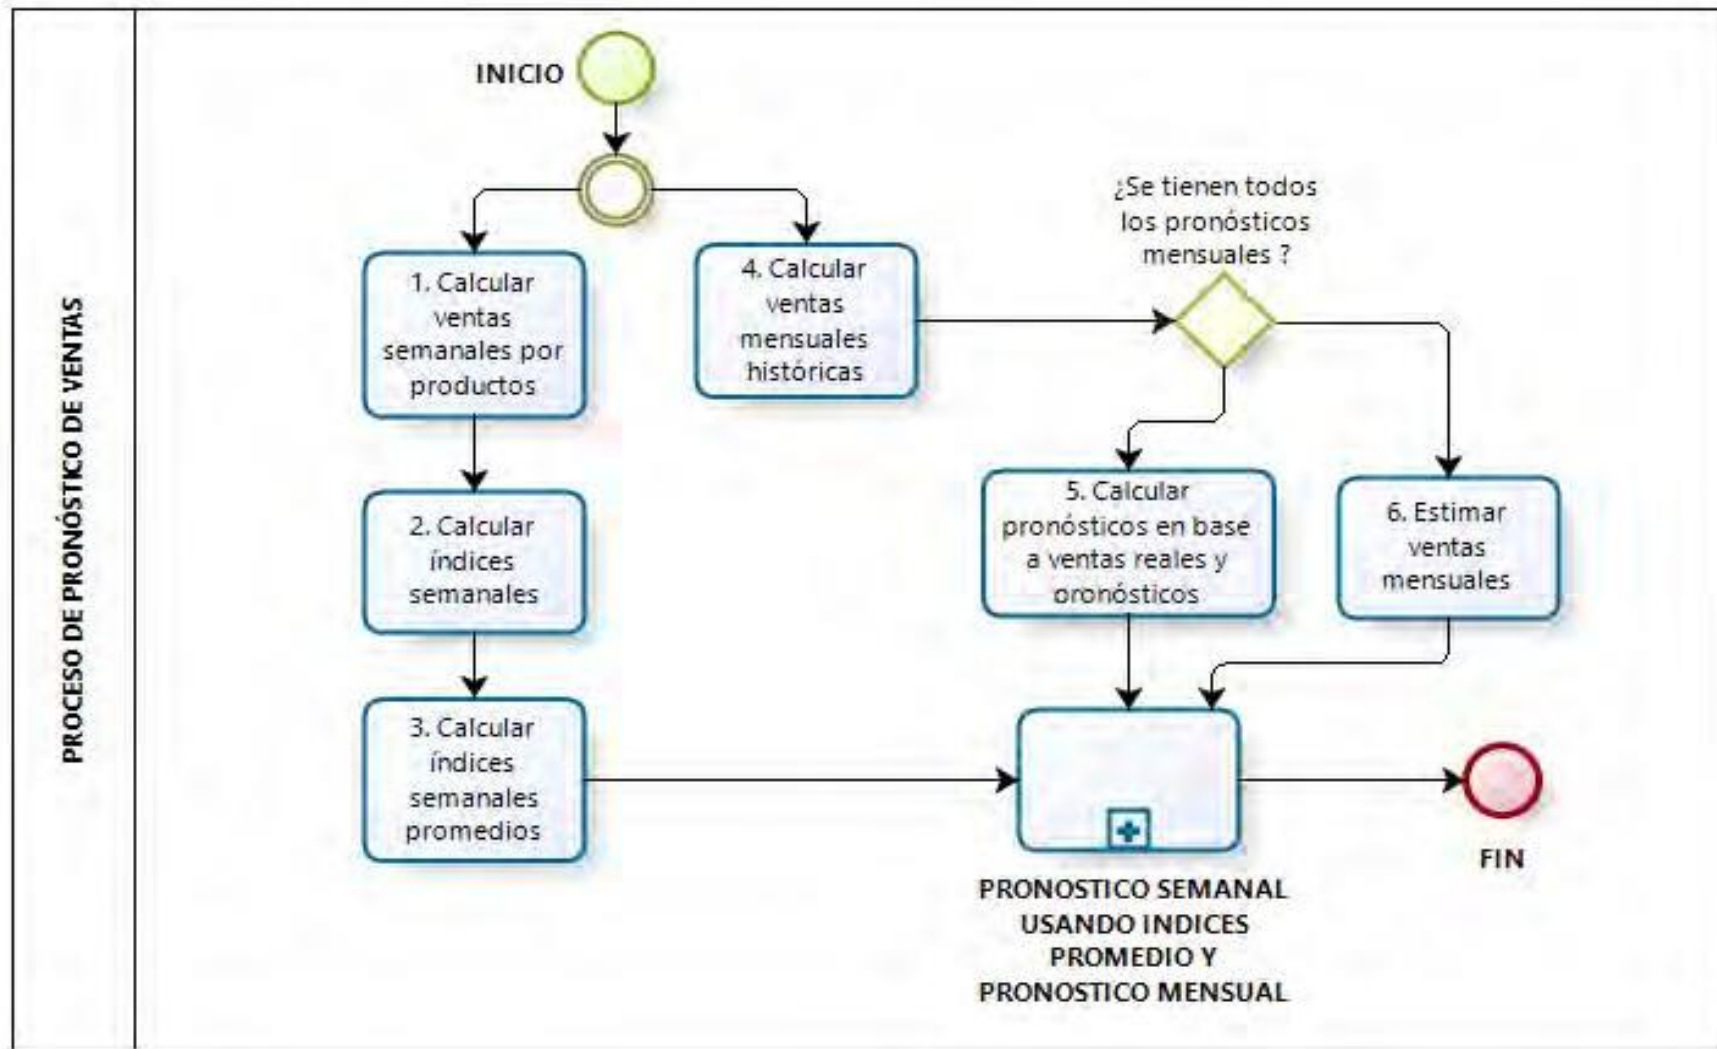 PROCESO DE PRONÓSTICO DE VENTAS
INICIO
1. Calcular
ventas
semanales por
productos
2. Calcular
índices
semanales
3. Calcular
índices
semanales
promedios
4. Calcular
ventas
mensuales
históricas
¿Se tienen todos
los pronósticos
mensuales ?
5. Calcular
pronósticos en base
a ventas reales y
pronósticos
6. Estimar
ventas
mensuales
PRONOSTICO SEMANAL
USANDO INDICES
PROMEDIO Y
PRONOSTICO MENSUAL
FIN